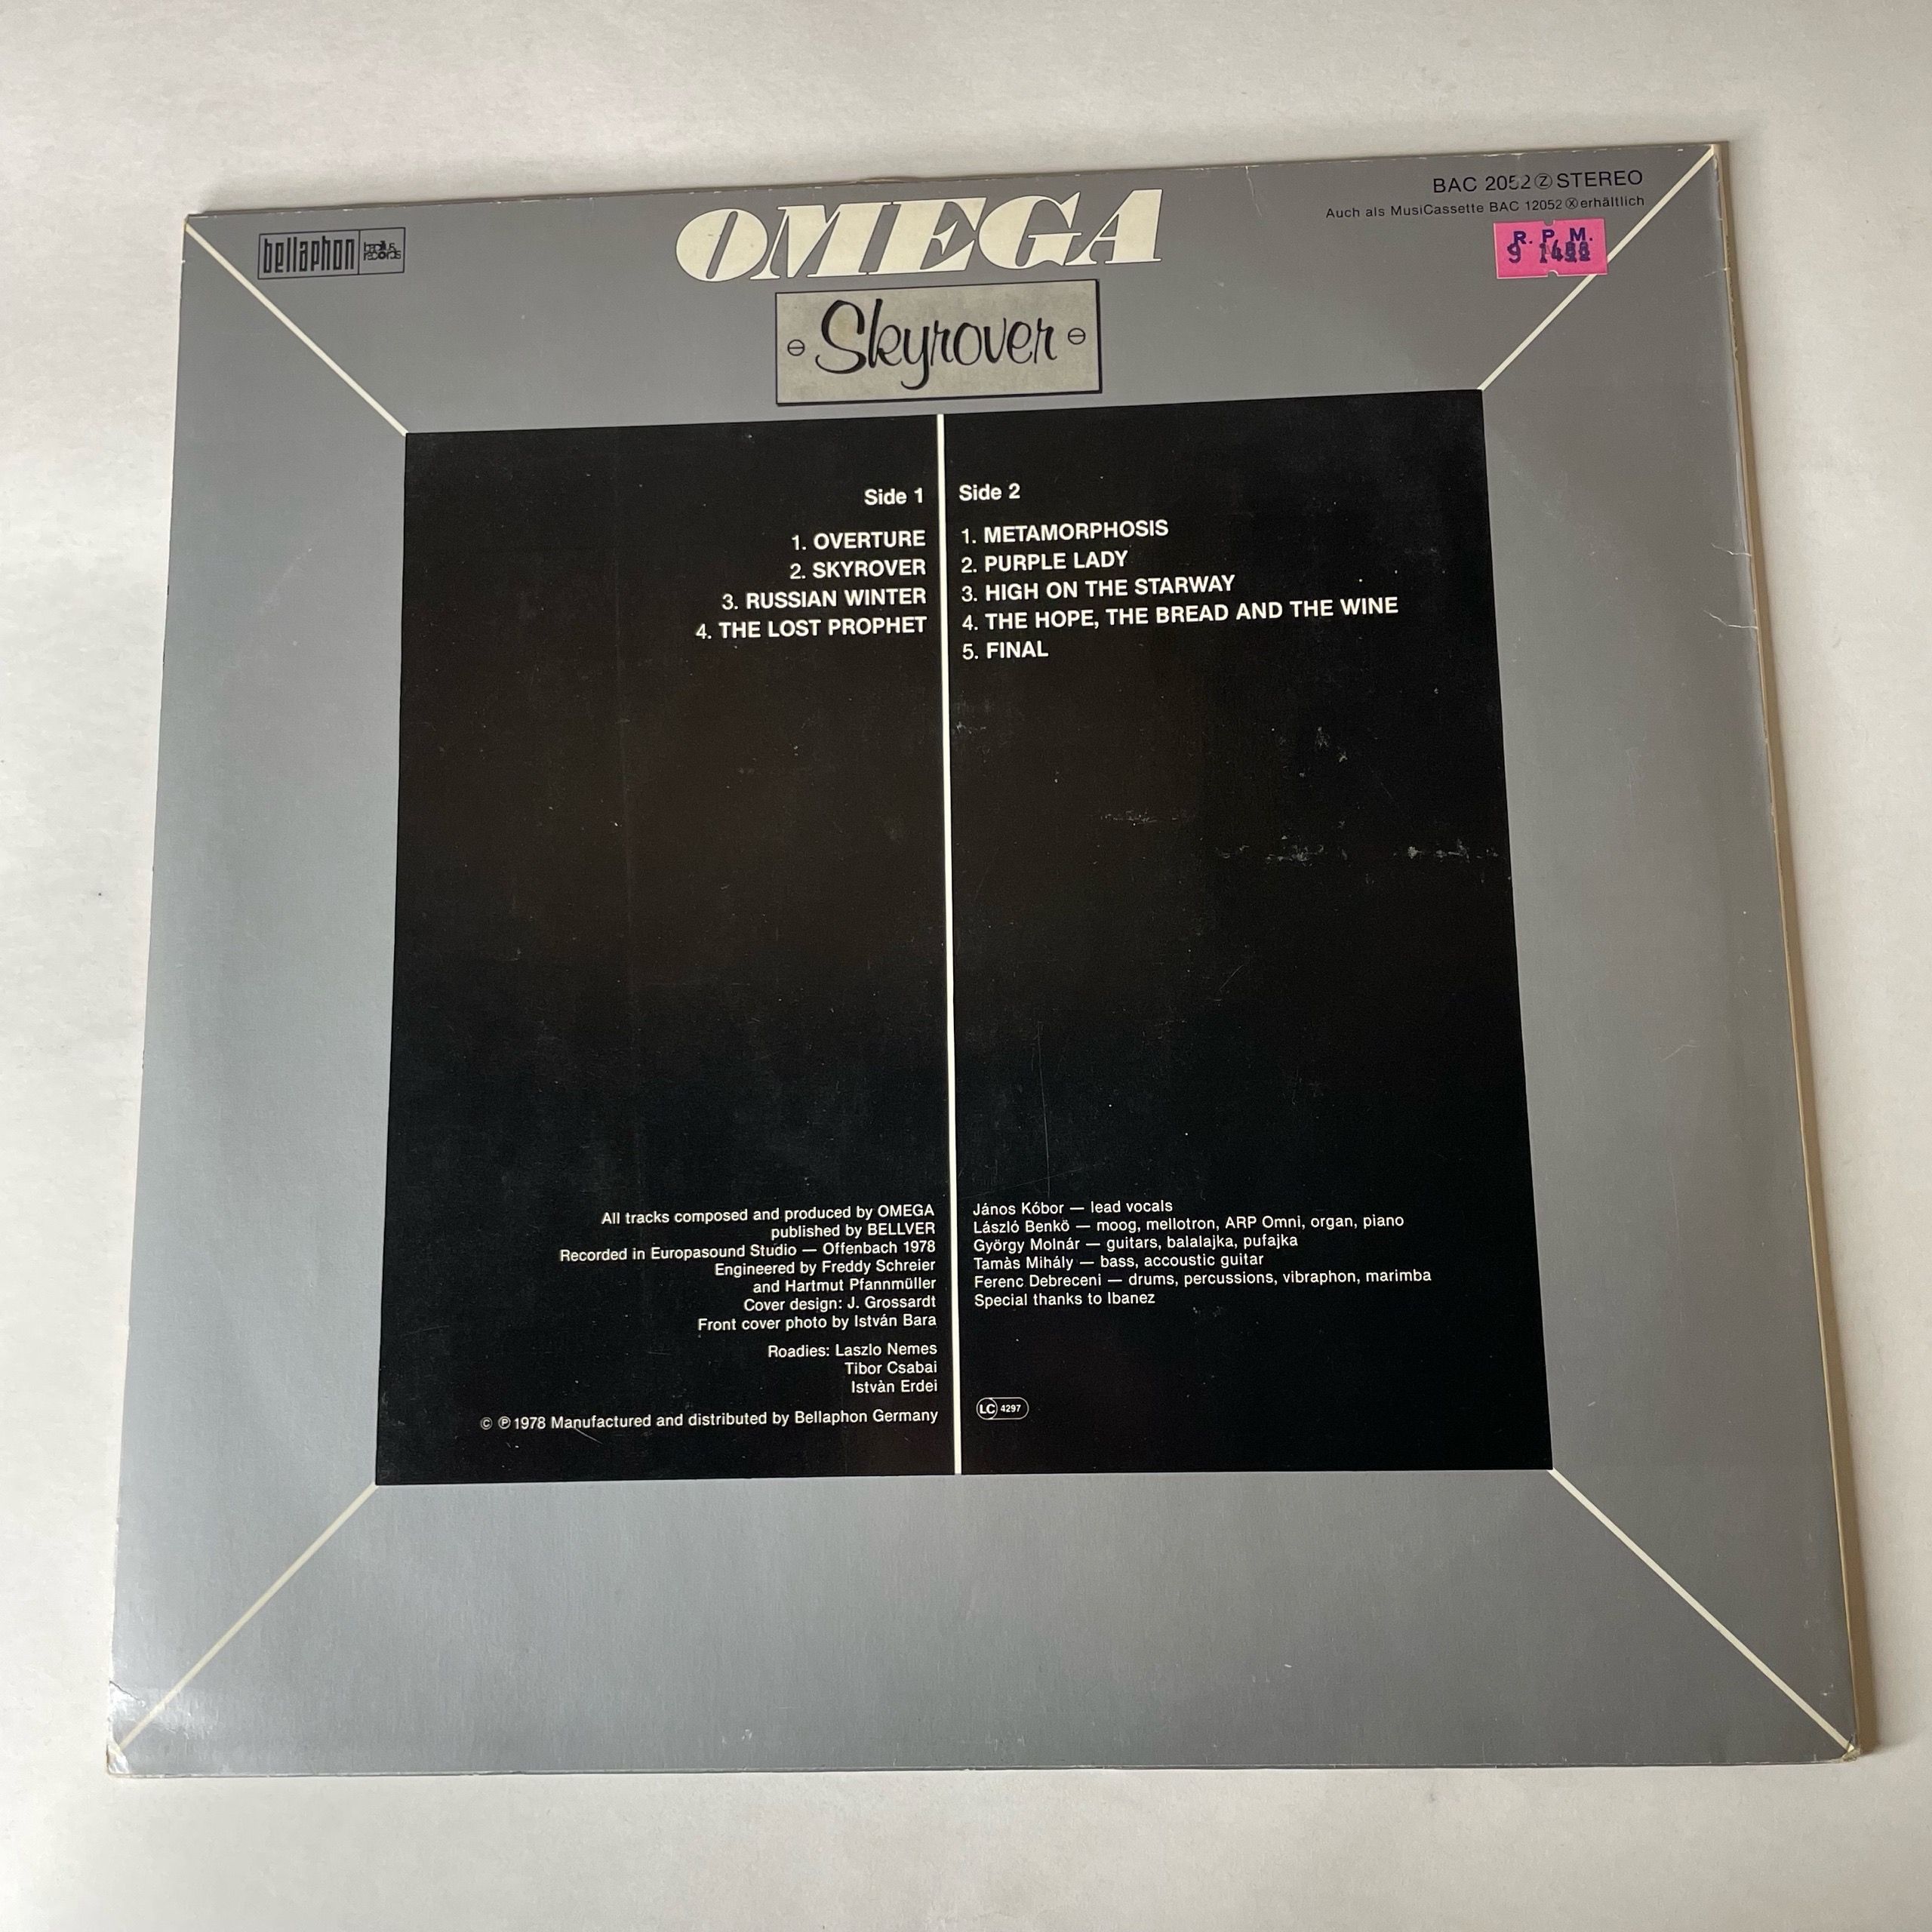 bellaphon
bacillus
records
OMEGA
Skyrover
BAC 2052 Ⓩ STEREO
Auch als MusiCassette BAC 12052 Ⓧ erhältlich
R. P. M.
Side 1
1. OVERTURE
2. SKYROVER
3. RUSSIAN WINTER
4. THE LOST PROPHET
Side 2
1. METAMORPHOSIS
2. PURPLE LADY
3. HIGH ON THE STARWAY
4. THE HOPE, THE BREAD AND THE WINE
5. FINAL
All tracks composed and produced by OMEGA
published by BELLVER
Recorded in Europasound Studio — Offenbach 1978
Engineered by Freddy Schreier
and Hartmut Pfannmüller
Cover design: J. Grossardt
Front cover photo by István Bara
Roadies: Laszlo Nemes
Tibor Csabai
Istvàn Erdei
© ℗ 1978 Manufactured and distributed by Bellaphon Germany
János Kóbor — lead vocals
László Benkö — moog, mellotron, ARP Omni, organ, piano
György Molnár — guitars, balalajka, pufajka
Tamàs Mihály — bass, accoustic guitar
Ferenc Debreceni — drums, percussions, vibraphon, marimba
Special thanks to Ibanez
LC 4297